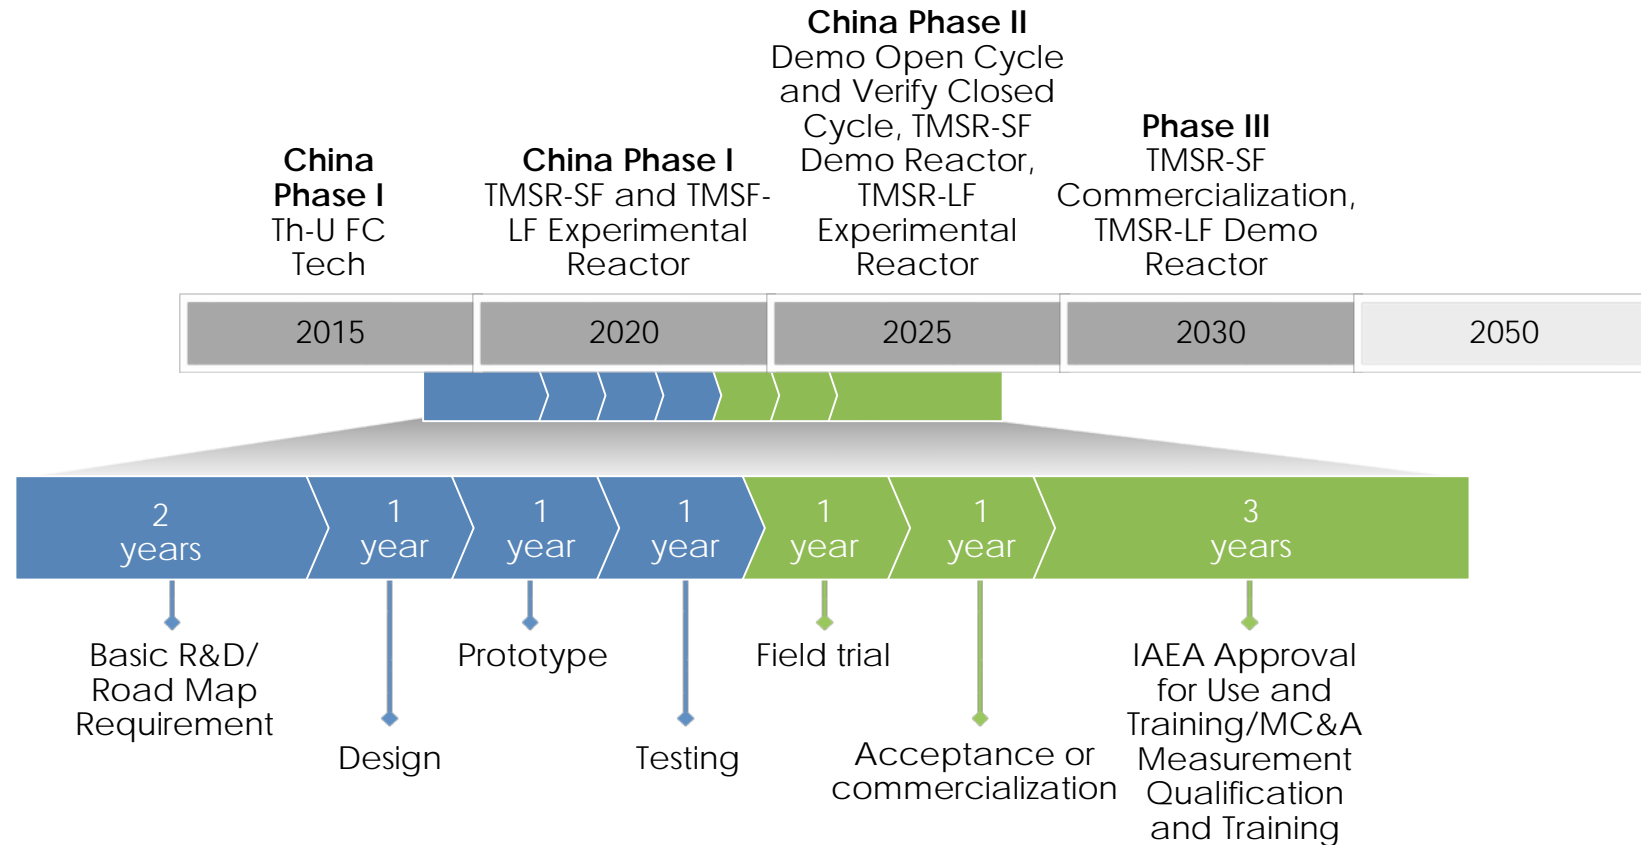 China
Phase I
Th-U FC
Tech
China Phase I
TMSR-SF and TMSF-
LF Experimental
Reactor
China Phase II
Demo Open Cycle
and Verify Closed
Cycle, TMSR-SF
Demo Reactor,
TMSR-LF
Experimental
Reactor
Phase III
TMSR-SF
Commercialization,
TMSR-LF Demo
Reactor
2015
2020
2025
2030
2050
2
years
1
year
1
year
1
year
1
year
1
year
3
years
Basic R&D/
Road Map
Requirement
Design
Prototype
Testing
Field trial
Acceptance or
commercialization
IAEA Approval
for Use and
Training/MC&A
Measurement
Qualification
and Training